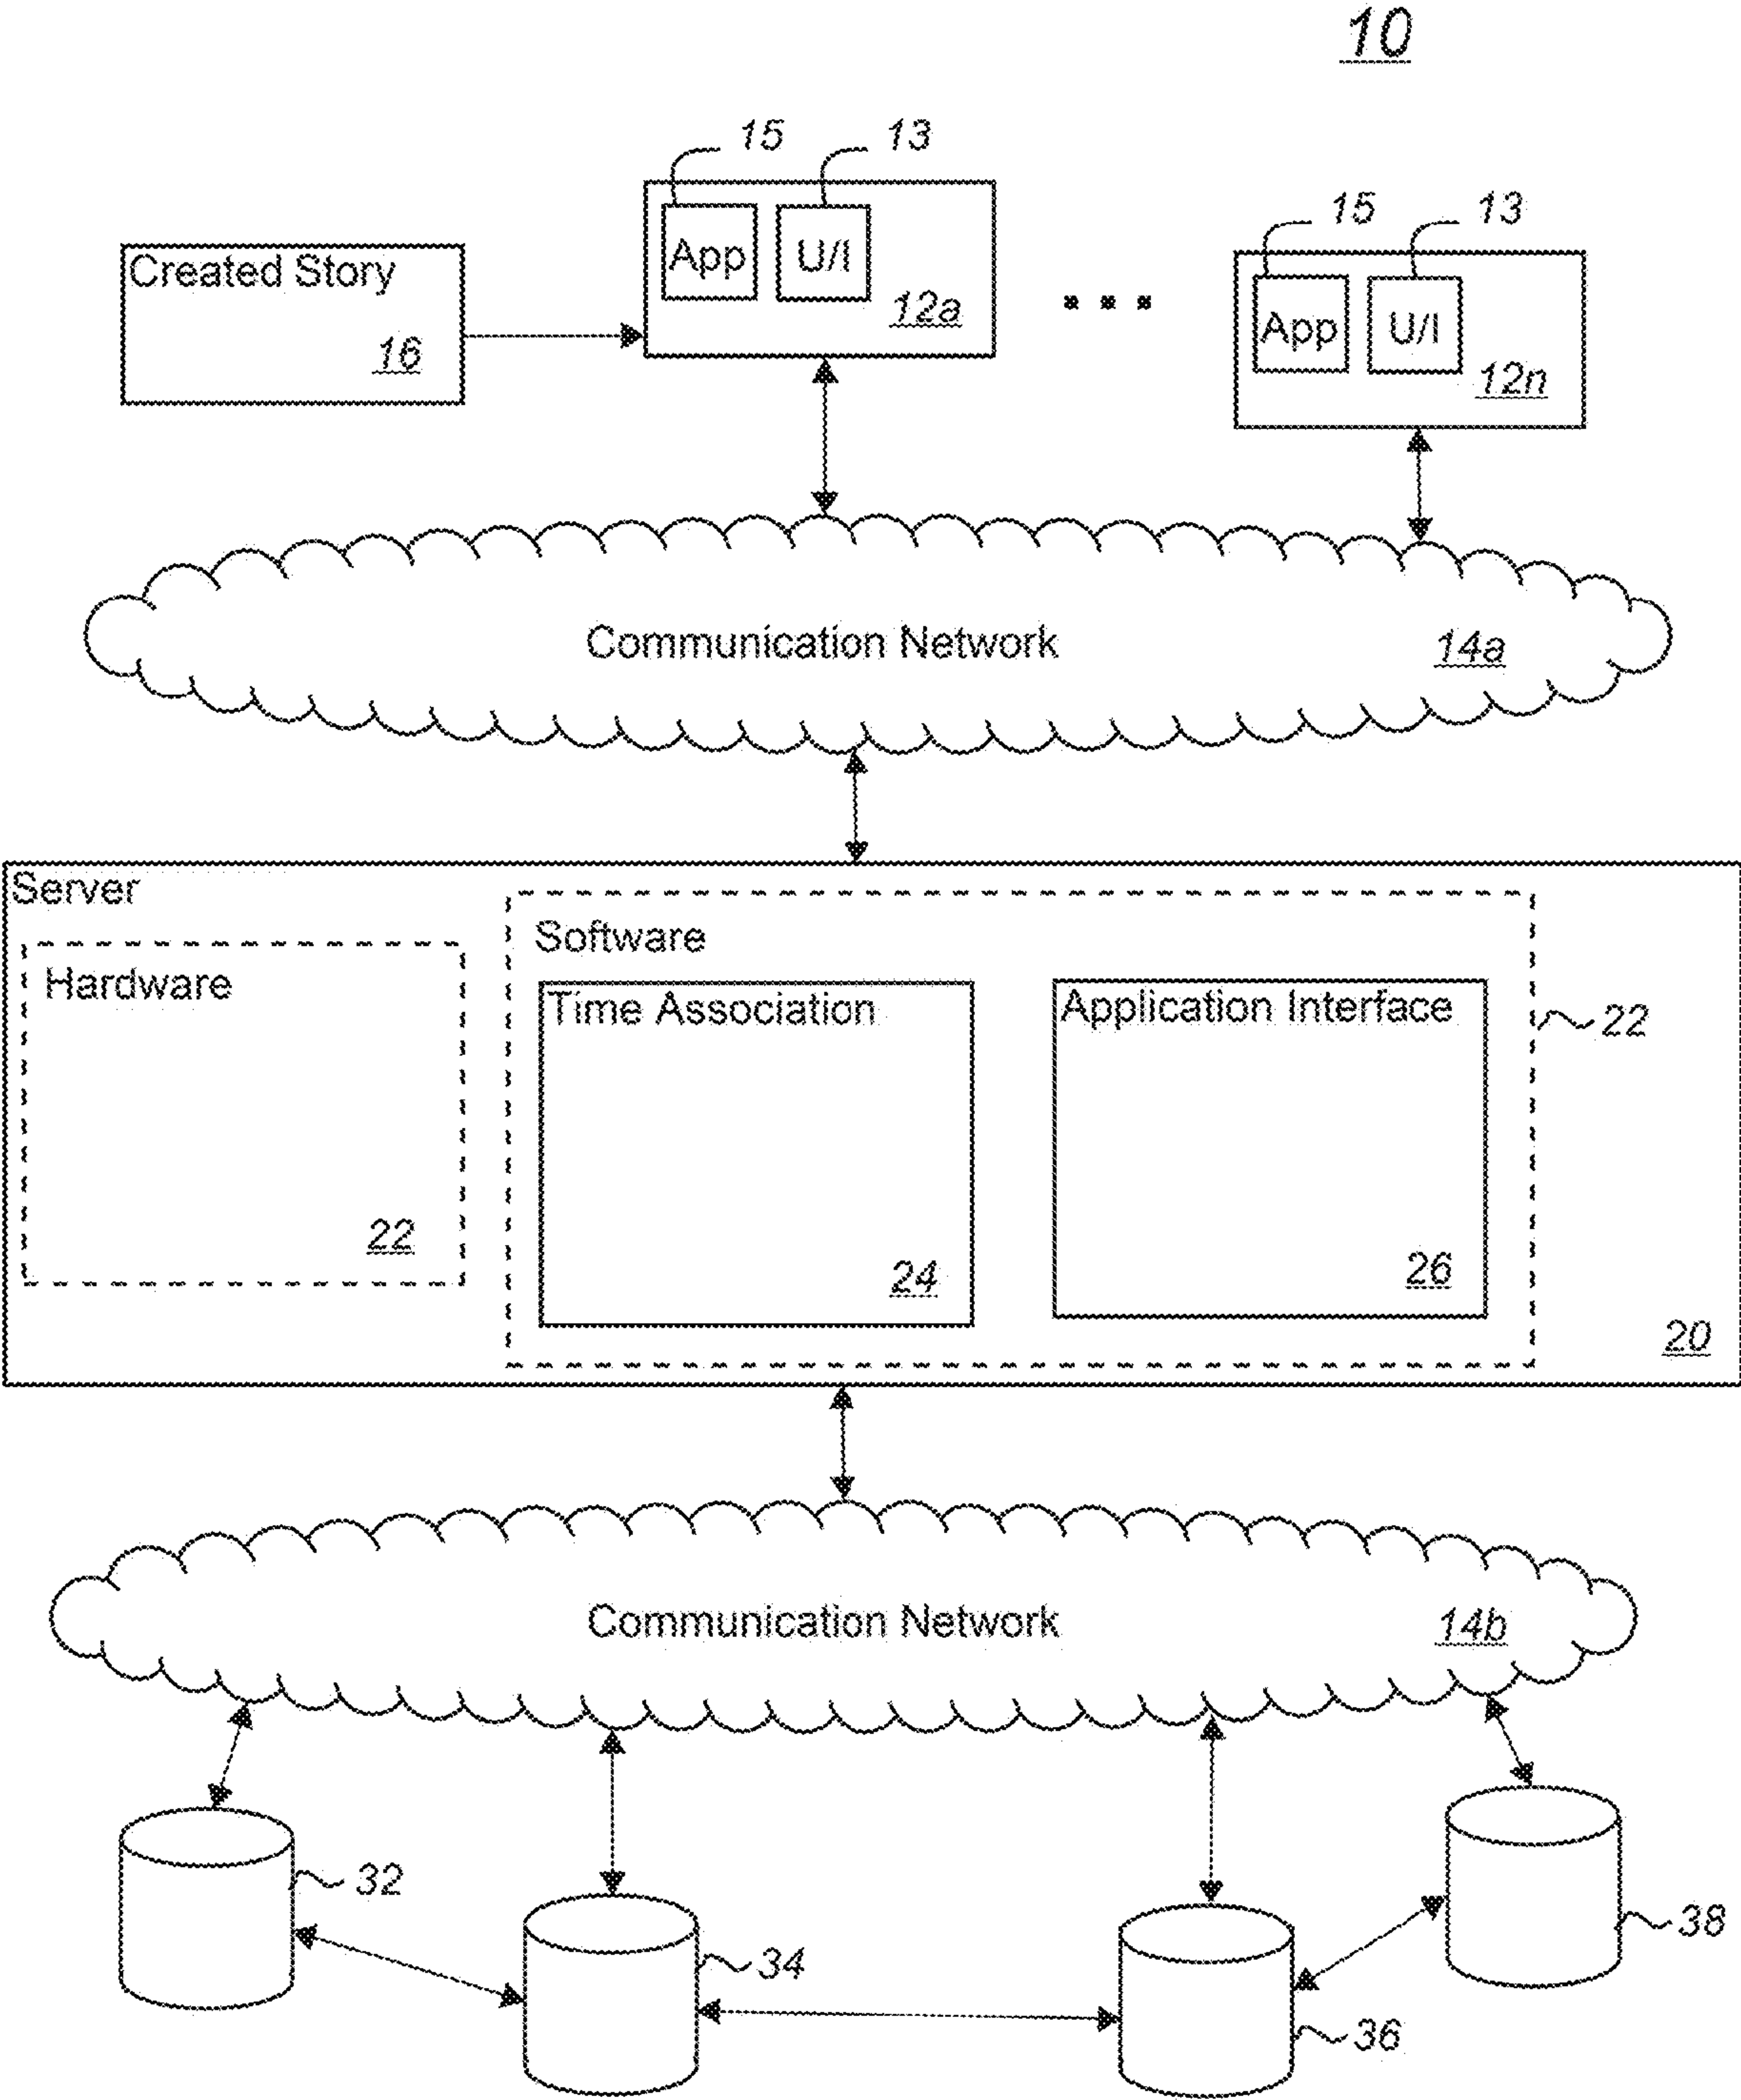 10
15 13
15 13
Created Story
16
App U/I
12a
App U/I
12n
Communication Network 14a
Server
Software
Hardware
Time Association
Application Interface
22
22
24
26
20
Communication Network 14b
32
34
36
38